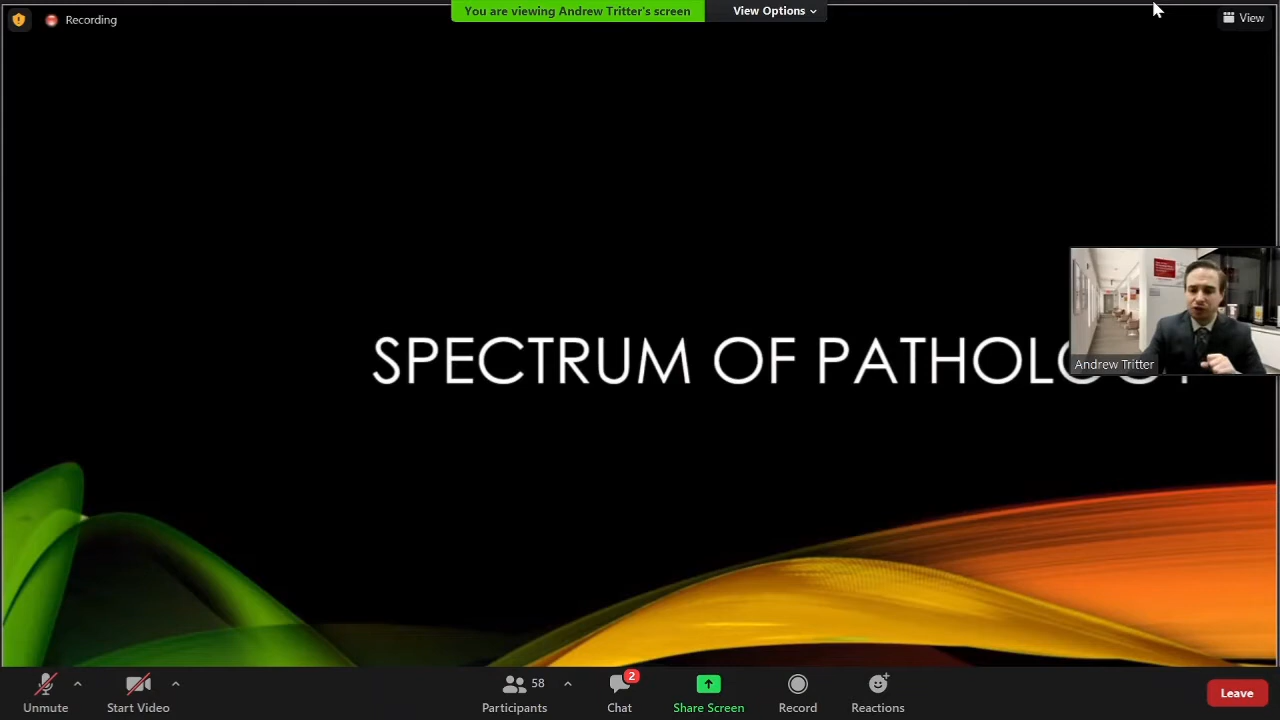 Recording
You are viewing Andrew Tritter's screen
View Options
View
SPECTRUM OF PATHOLOGY
Andrew Tritter
Unmute
Start Video
58
Participants
2
Chat
Share Screen
Record
Reactions
Leave